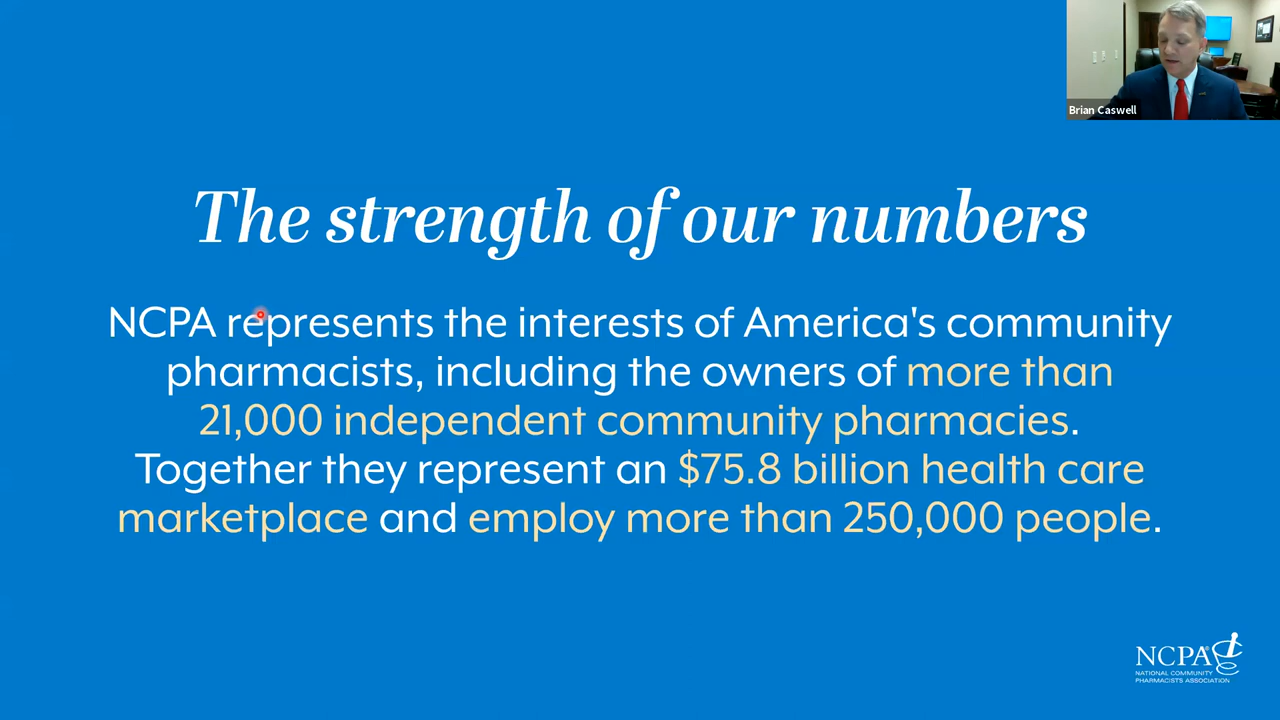 Brian Caswell
The strength of our numbers
NCPA represents the interests of America's community
pharmacists, including the owners of more than
21,000 independent community pharmacies.
Together they represent an $75.8 billion health care
marketplace and employ more than 250,000 people.
NCPA®
NATIONAL COMMUNITY
PHARMACISTS ASSOCIATION